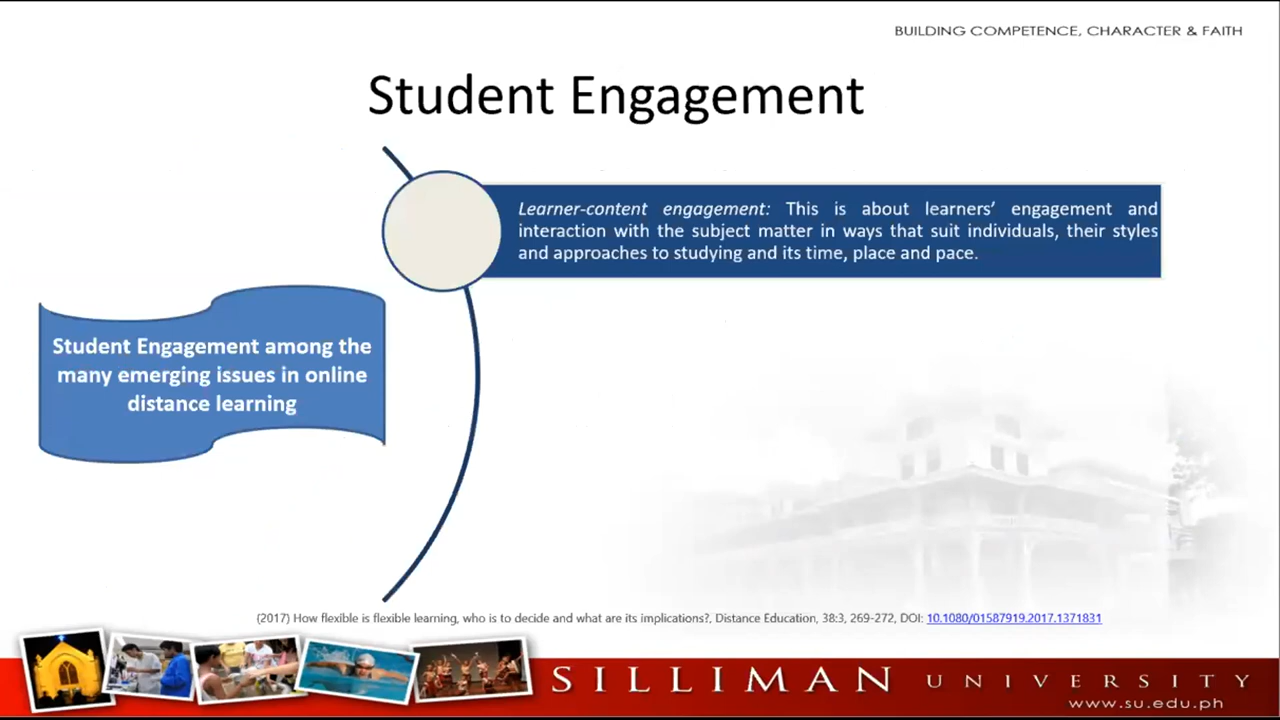 BUILDING COMPETENCE, CHARACTER & FAITH
Student Engagement
Learner-content engagement: This is about learners’ engagement and
interaction with the subject matter in ways that suit individuals, their styles
and approaches to studying and its time, place and pace.
Student Engagement among the
many emerging issues in online
distance learning
(2017) How flexible is flexible learning, who is to decide and what are its implications?, Distance Education, 38:3, 269-272, DOI: 10.1080/01587919.2017.1371831
SILLIMAN UNIVERSITY
www.su.edu.ph